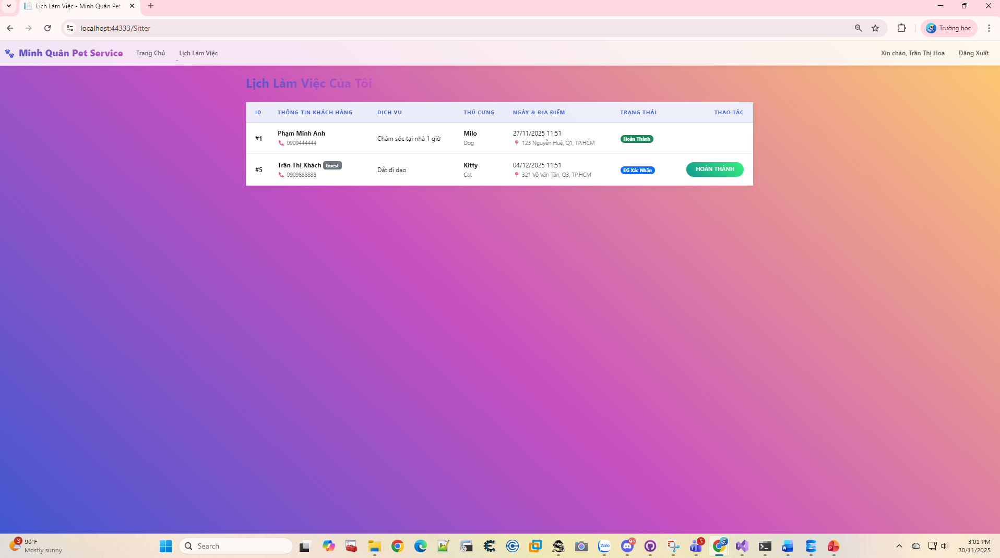 Lịch Làm Việc - Minh Quân Pet
localhost:44333/Sitter
Trường học
Minh Quân Pet Service
Trang Chủ
Lịch Làm Việc
Xin chào, Trần Thị Hoa
Đăng Xuất
Lịch Làm Việc Của Tôi
ID THÔNG TIN KHÁCH HÀNG DỊCH VỤ THÚ CƯNG NGÀY & ĐỊA ĐIỂM TRẠNG THÁI THAO TÁC
#1
Phạm Minh Anh
0909444444
Chăm sóc tại nhà 1 giờ
Milo
Dog
27/11/2025 11:51
123 Nguyễn Huệ, Q1, TP.HCM
Hoàn Thành
#5
Trần Thị Khách Guest
0909888888
Dắt đi dạo
Kitty
Cat
04/12/2025 11:51
321 Võ Văn Tần, Q3, TP.HCM
Đã Xác Nhận
HOÀN THÀNH
3
90°F
Mostly sunny
Search
Zalo
9+
5
3:01 PM
30/11/2025